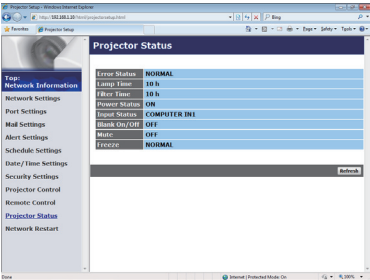 Projector Setup - Windows Internet Explorer
http://192.168.1.10/html/projectorsetup.html
Bing
Favorites
Projector Setup
Page
Safety
Tools
Projector Status
Top:
Network Information
Network Settings
Port Settings
Mail Settings
Alert Settings
Schedule Settings
Date/Time Settings
Security Settings
Projector Control
Remote Control
Projector Status
Network Restart
Error Status NORMAL
Lamp Time 10 h
Filter Time 10 h
Power Status ON
Input Status COMPUTER IN1
Blank On/Off OFF
Mute OFF
Freeze NORMAL
Refresh
Done
Internet | Protected Mode: On
100%